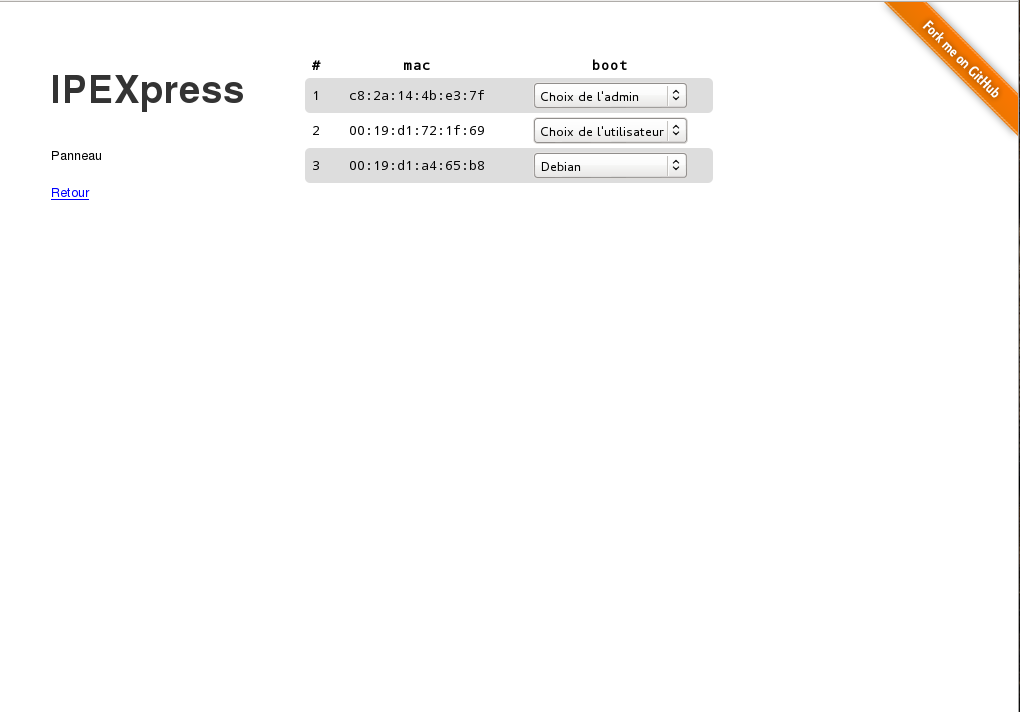 IPEXpress
Panneau
Retour
# mac boot
1 c8:2a:14:4b:e3:7f Choix de l'admin
2 00:19:d1:72:1f:69 Choix de l'utilisateur
3 00:19:d1:a4:65:b8 Debian
Fork me on GitHub